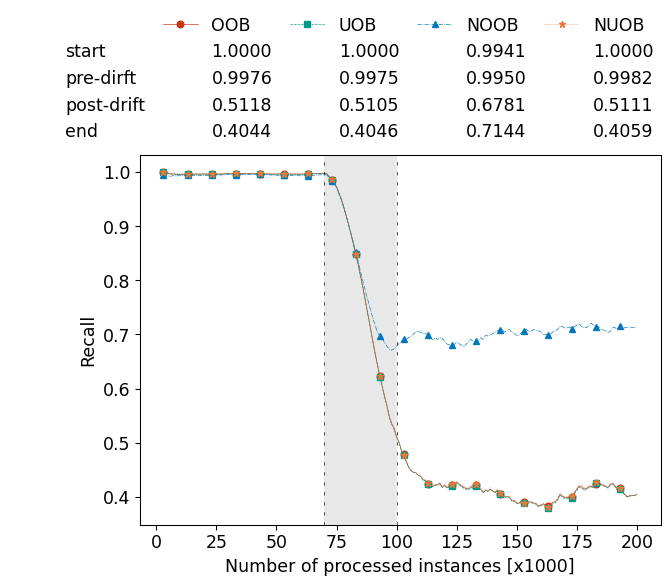 OOB UOB NOOB NUOB
start 1.0000 1.0000 0.9941 1.0000
pre-dirft 0.9976 0.9975 0.9950 0.9982
post-drift 0.5118 0.5105 0.6781 0.5111
end 0.4044 0.4046 0.7144 0.4059
1.0
0.9
0.8
0.7
0.6
0.5
0.4
Recall
0 25 50 75 100 125 150 175 200
Number of processed instances [x1000]